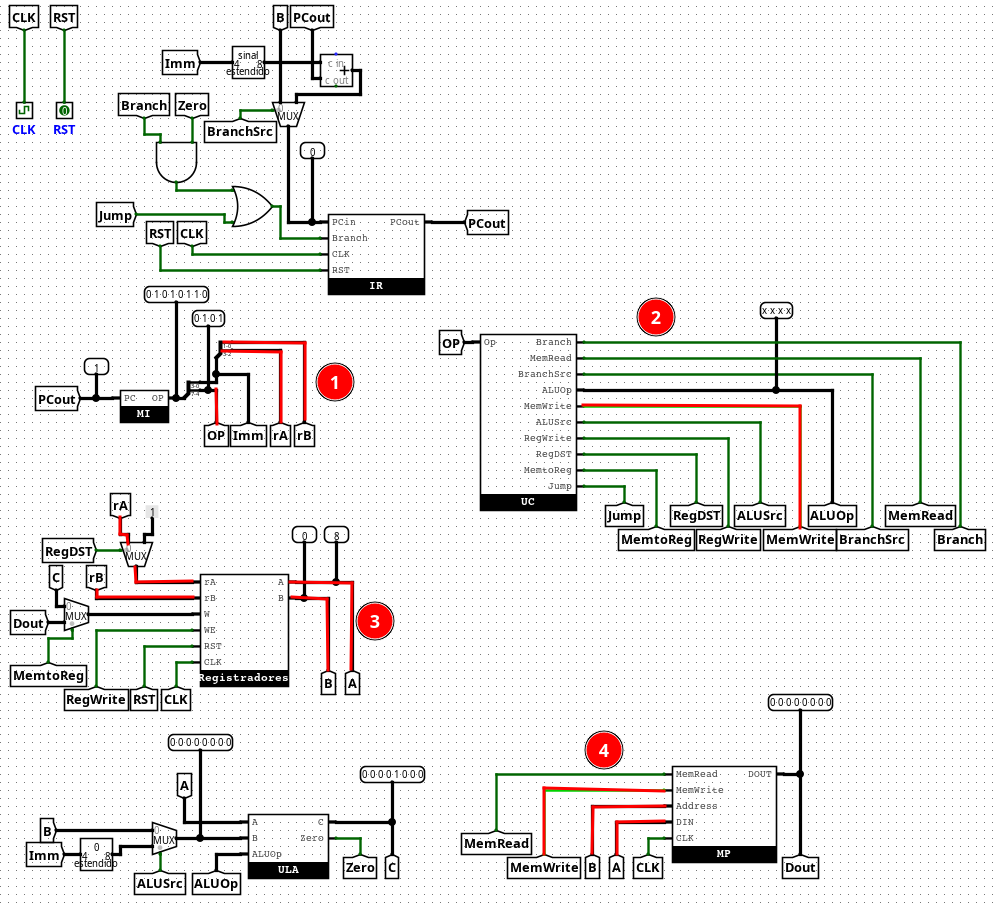 CLK RST B PCout
Imm
sinal
4 8
estendido
c in
+
c out
CLK RST
Branch Zero
BranchSrc
0
MUX
0
Jump
RST CLK
PCin PCout
Branch
CLK
RST
IR
PCout
0 1 0 1 0 1 1 0
0 1 0 1
1
1
PCout
PC OP
MI
OP Imm rA rB
2
x x x x
OP
Op Branch
MemRead
BranchSrc
ALUOp
MemWrite
ALUSrc
RegWrite
RegDST
MemtoReg
Jump
UC
Jump RegDST ALUSrc ALUOp MemRead
MemtoReg RegWrite MemWrite BranchSrc Branch
rA 1
RegDST
MUX
C rB
0
MUX
Dout
MemtoReg
RegWrite RST CLK
0 8
rA A
rB B
W
WE
RST
CLK
Registradores
3
B A
0 0 0 0 0 0 0 0
0 0 0 0 1 0 0 0
A
B
Imm
0
4 8
estendido
0
MUX
ALUSrc ALUOp
A C
B Zero
ALUOp
ULA
Zero C
0 0 0 0 0 0 0 0
4
MemRead DOUT
MemWrite
Address
DIN
CLK
MP
MemRead
MemWrite B A CLK
Dout